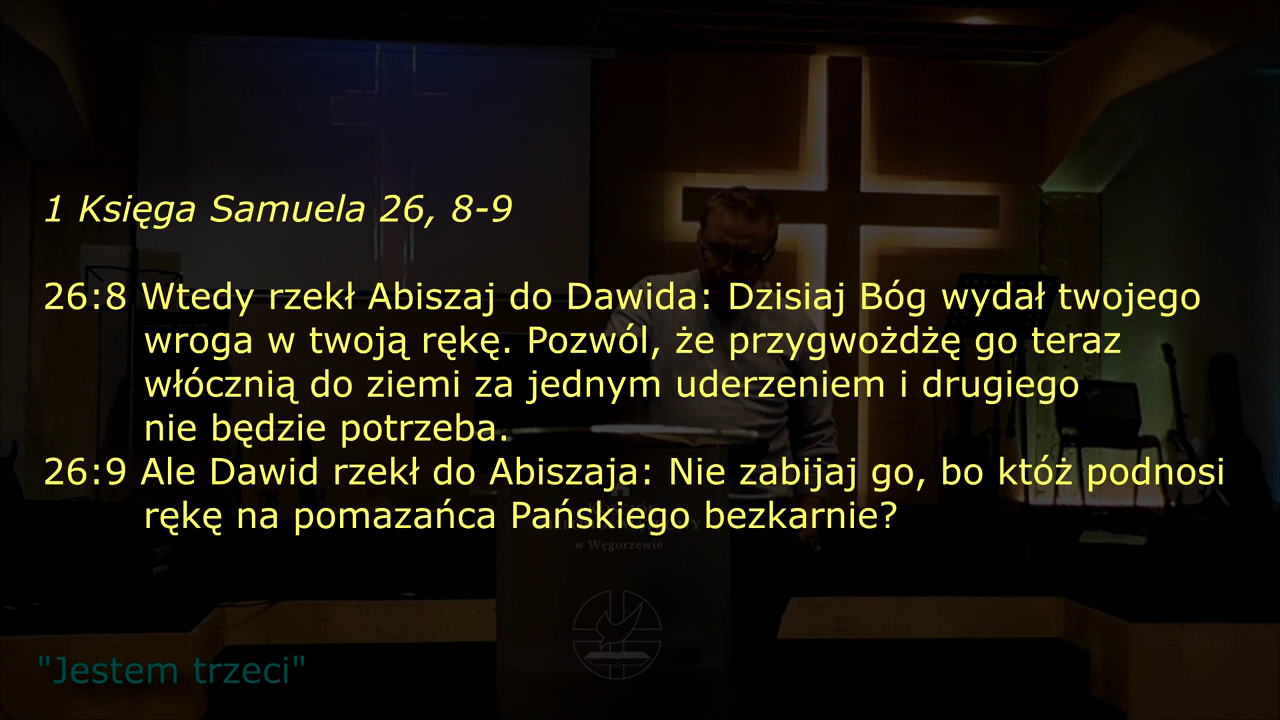 1 Księga Samuela 26, 8-9
26:8 Wtedy rzekł Abiszaj do Dawida: Dzisiaj Bóg wydał twojego
wroga w twoją rękę. Pozwól, że przygwożdżę go teraz
włócznią do ziemi za jednym uderzeniem i drugiego
nie będzie potrzeba.
26:9 Ale Dawid rzekł do Abiszaja: Nie zabijaj go, bo któż podnosi
rękę na pomazańca Pańskiego bezkarnie?
w Węgorzewie
"Jestem trzeci"